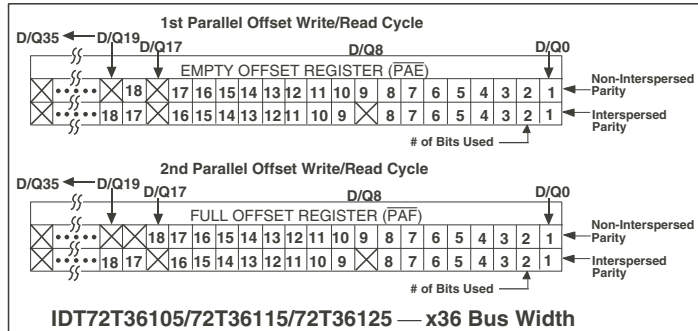 1st Parallel Offset Write/Read Cycle
D/Q35 D/Q19 D/Q17 D/Q8 D/Q0
EMPTY OFFSET REGISTER (PAE)
18 17 16 15 14 13 12 11 10 9 8 7 6 5 4 3 2 1 Non-Interspersed Parity
18 17 16 15 14 13 12 11 10 9 8 7 6 5 4 3 2 1 Interspersed Parity
# of Bits Used
2nd Parallel Offset Write/Read Cycle
D/Q35 D/Q19 D/Q17 D/Q8 D/Q0
FULL OFFSET REGISTER (PAF)
18 17 16 15 14 13 12 11 10 9 8 7 6 5 4 3 2 1 Non-Interspersed Parity
18 17 16 15 14 13 12 11 10 9 8 7 6 5 4 3 2 1 Interspersed Parity
# of Bits Used
IDT72T36105/72T36115/72T36125 — x36 Bus Width